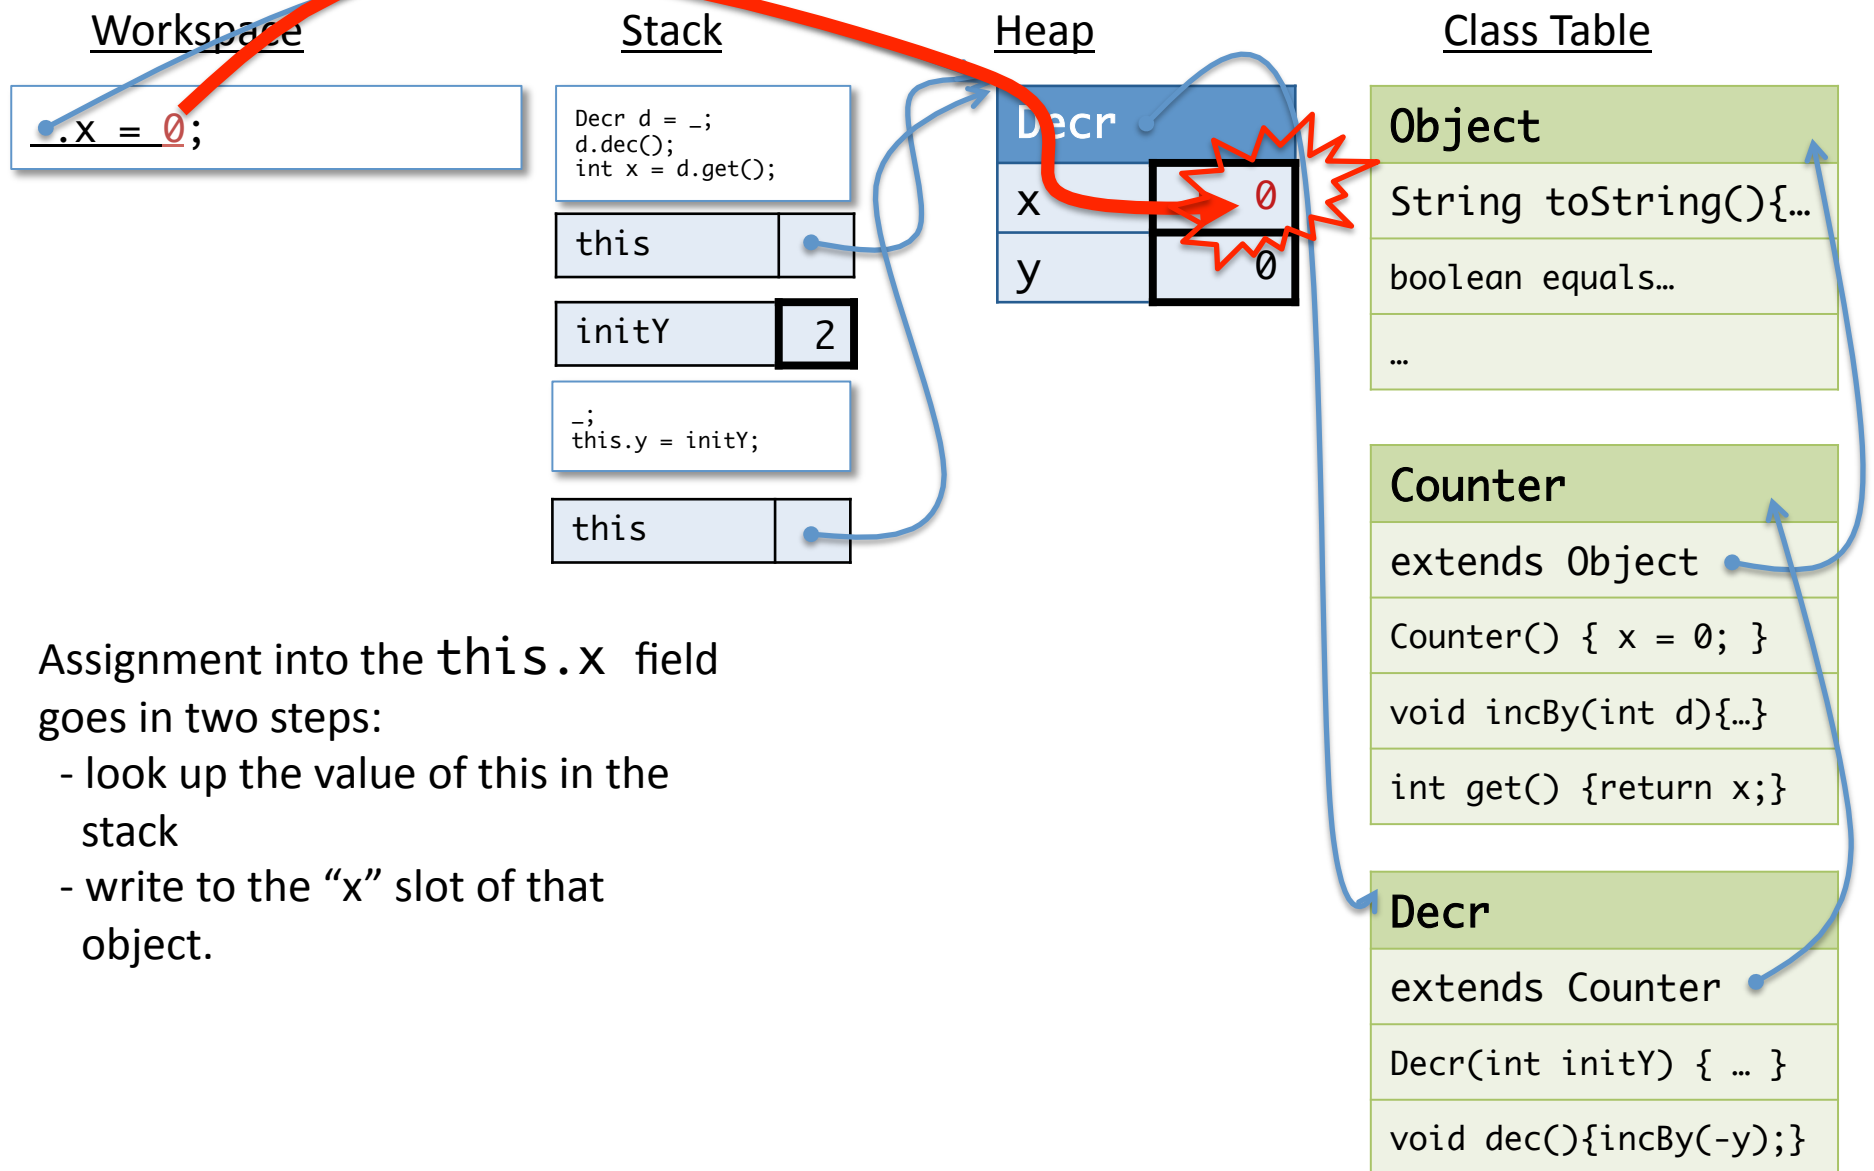 Workspace
Stack
Heap
Class Table
.x = 0;
Decr d = _;
d.dec();
int x = d.get();
this
initY 2
_;
this.y = initY;
this
Decr
x 0
y 0
Object
String toString(){…
boolean equals…
…
Counter
extends Object
Counter() { x = 0; }
void incBy(int d){…}
int get() {return x;}
Decr
extends Counter
Decr(int initY) { … }
void dec(){incBy(-y);}
Assignment into the this.x field
goes in two steps:
- look up the value of this in the
stack
- write to the “x” slot of that
object.